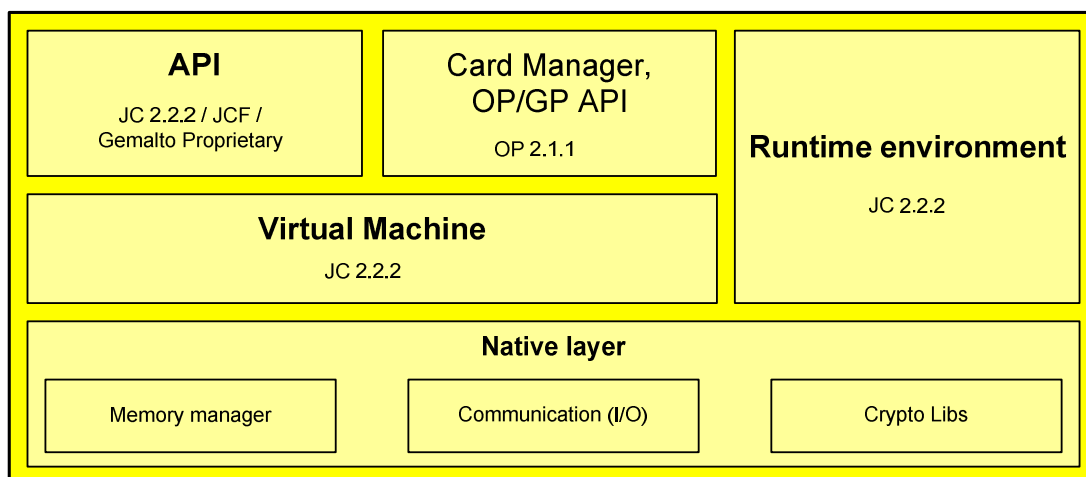 API
JC 2.2.2 / JCF /
Gemalto Proprietary
Card Manager,
OP/GP API
OP 2.1.1
Runtime environment
JC 2.2.2
Virtual Machine
JC 2.2.2
Native layer
Memory manager
Communication (I/O)
Crypto Libs